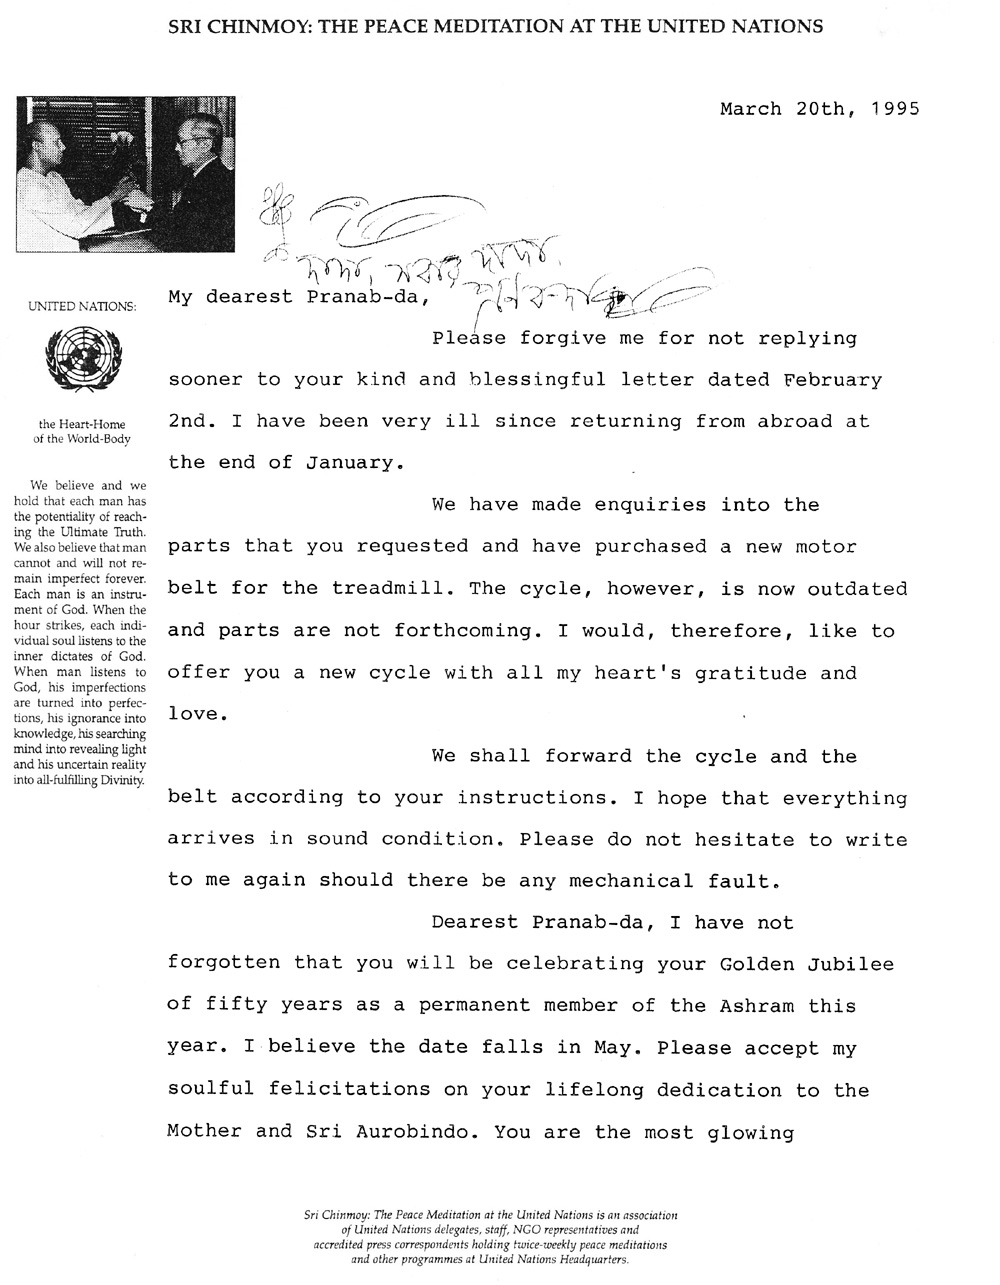 SRI CHINMOY: THE PEACE MEDITATION AT THE UNITED NATIONS
March 20th, 1995
দাদা, সবার দাদা,
My dearest Pranab-da,
Please forgive me for not replying
sooner to your kind and blessingful letter dated February
2nd. I have been very ill since returning from abroad at
the end of January.
We have made enquiries into the
parts that you requested and have purchased a new motor
belt for the treadmill. The cycle, however, is now outdated
and parts are not forthcoming. I would, therefore, like to
offer you a new cycle with all my heart's gratitude and
love.
We shall forward the cycle and the
belt according to your instructions. I hope that everything
arrives in sound condition. Please do not hesitate to write
to me again should there be any mechanical fault.
Dearest Pranab-da, I have not
forgotten that you will be celebrating your Golden Jubilee
of fifty years as a permanent member of the Ashram this
year. I believe the date falls in May. Please accept my
soulful felicitations on your lifelong dedication to the
Mother and Sri Aurobindo. You are the most glowing
UNITED NATIONS:
the Heart-Home
of the World-Body
We believe and we
hold that each man has
the potentiality of reach-
ing the Ultimate Truth.
We also believe that man
cannot and will not re-
main imperfect forever.
Each man is an instru-
ment of God. When the
hour strikes, each indi-
vidual soul listens to the
inner dictates of God.
When man listens to
God, his imperfections
are turned into perfec-
tions, his ignorance into
knowledge, his searching
mind into revealing light
and his uncertain reality
into all-fulfilling Divinity.
Sri Chinmoy: The Peace Meditation at the United Nations is an association
of United Nations delegates, staff, NGO representatives and
accredited press correspondents holding twice-weekly peace meditations
and other programmes at United Nations Headquarters.